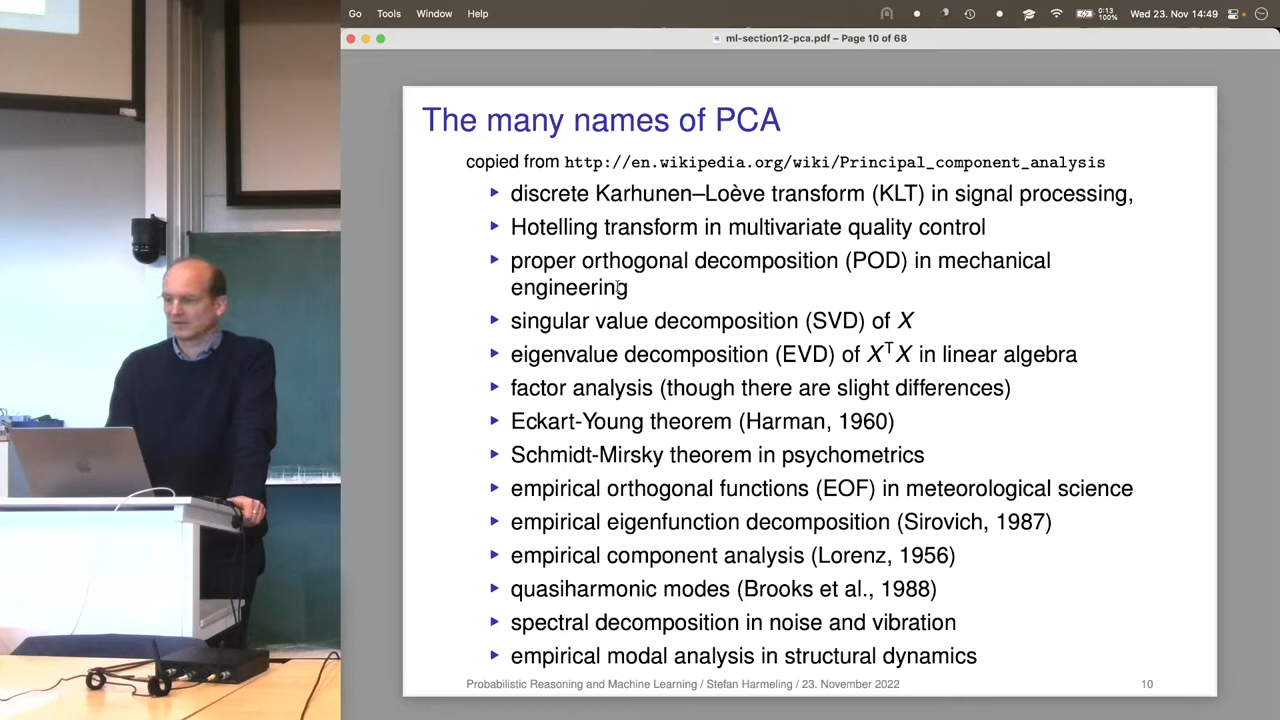 Go Tools Window Help 0:13 100% Wed 23. Nov 14:49
ml-section12-pca.pdf – Page 10 of 68
The many names of PCA
copied from http://en.wikipedia.org/wiki/Principal_component_analysis
discrete Karhunen–Loève transform (KLT) in signal processing,
Hotelling transform in multivariate quality control
proper orthogonal decomposition (POD) in mechanical
engineering
singular value decomposition (SVD) of X
eigenvalue decomposition (EVD) of XᵀX in linear algebra
factor analysis (though there are slight differences)
Eckart-Young theorem (Harman, 1960)
Schmidt-Mirsky theorem in psychometrics
empirical orthogonal functions (EOF) in meteorological science
empirical eigenfunction decomposition (Sirovich, 1987)
empirical component analysis (Lorenz, 1956)
quasiharmonic modes (Brooks et al., 1988)
spectral decomposition in noise and vibration
empirical modal analysis in structural dynamics
Probabilistic Reasoning and Machine Learning / Stefan Harmeling / 23. November 2022 10